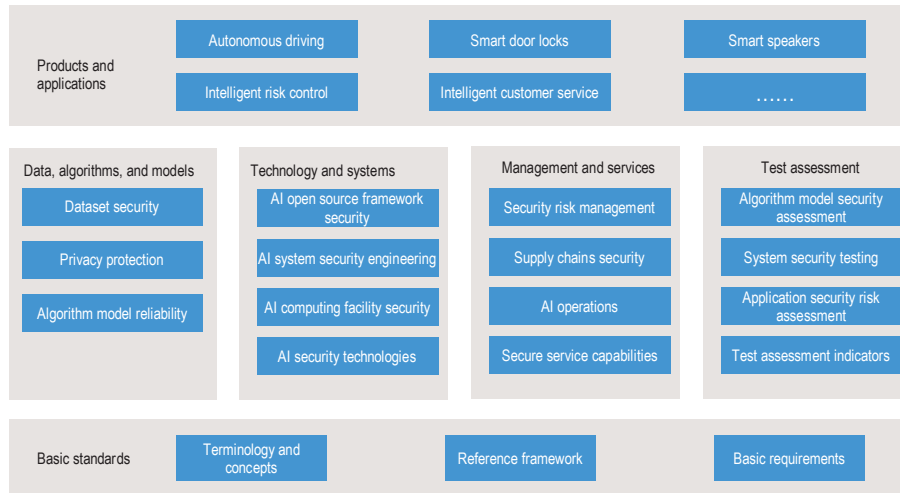 Products and
applications
Autonomous driving
Smart door locks
Smart speakers
Intelligent risk control
Intelligent customer service
......
Data, algorithms, and models
Dataset security
Privacy protection
Algorithm model reliability
Technology and systems
AI open source framework
security
AI system security engineering
AI computing facility security
AI security technologies
Management and services
Security risk management
Supply chains security
AI operations
Secure service capabilities
Test assessment
Algorithm model security
assessment
System security testing
Application security risk
assessment
Test assessment indicators
Basic standards
Terminology and
concepts
Reference framework
Basic requirements